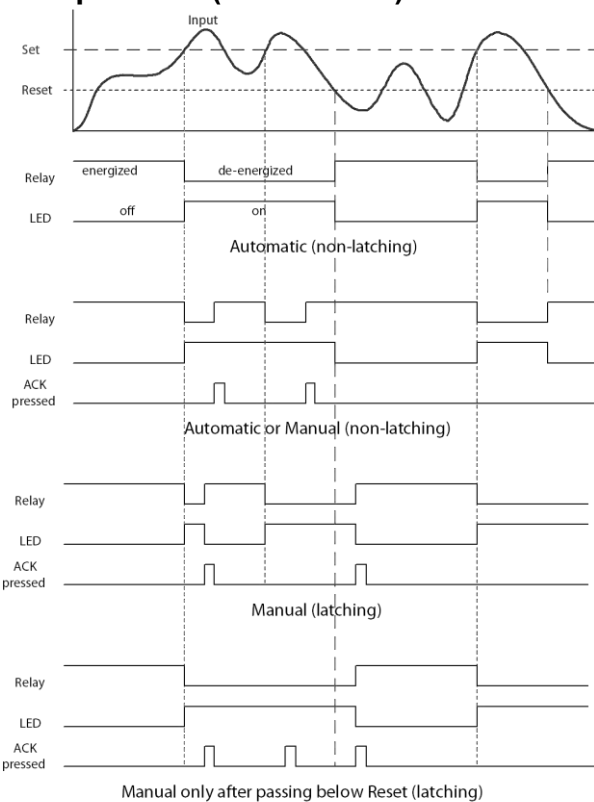 Input
Set
Reset
energized de-energized
Relay
off on
LED
Automatic (non-latching)
Relay
LED
ACK
pressed
Automatic or Manual (non-latching)
Relay
LED
ACK
pressed
Manual (latching)
Relay
LED
ACK
pressed
Manual only after passing below Reset (latching)